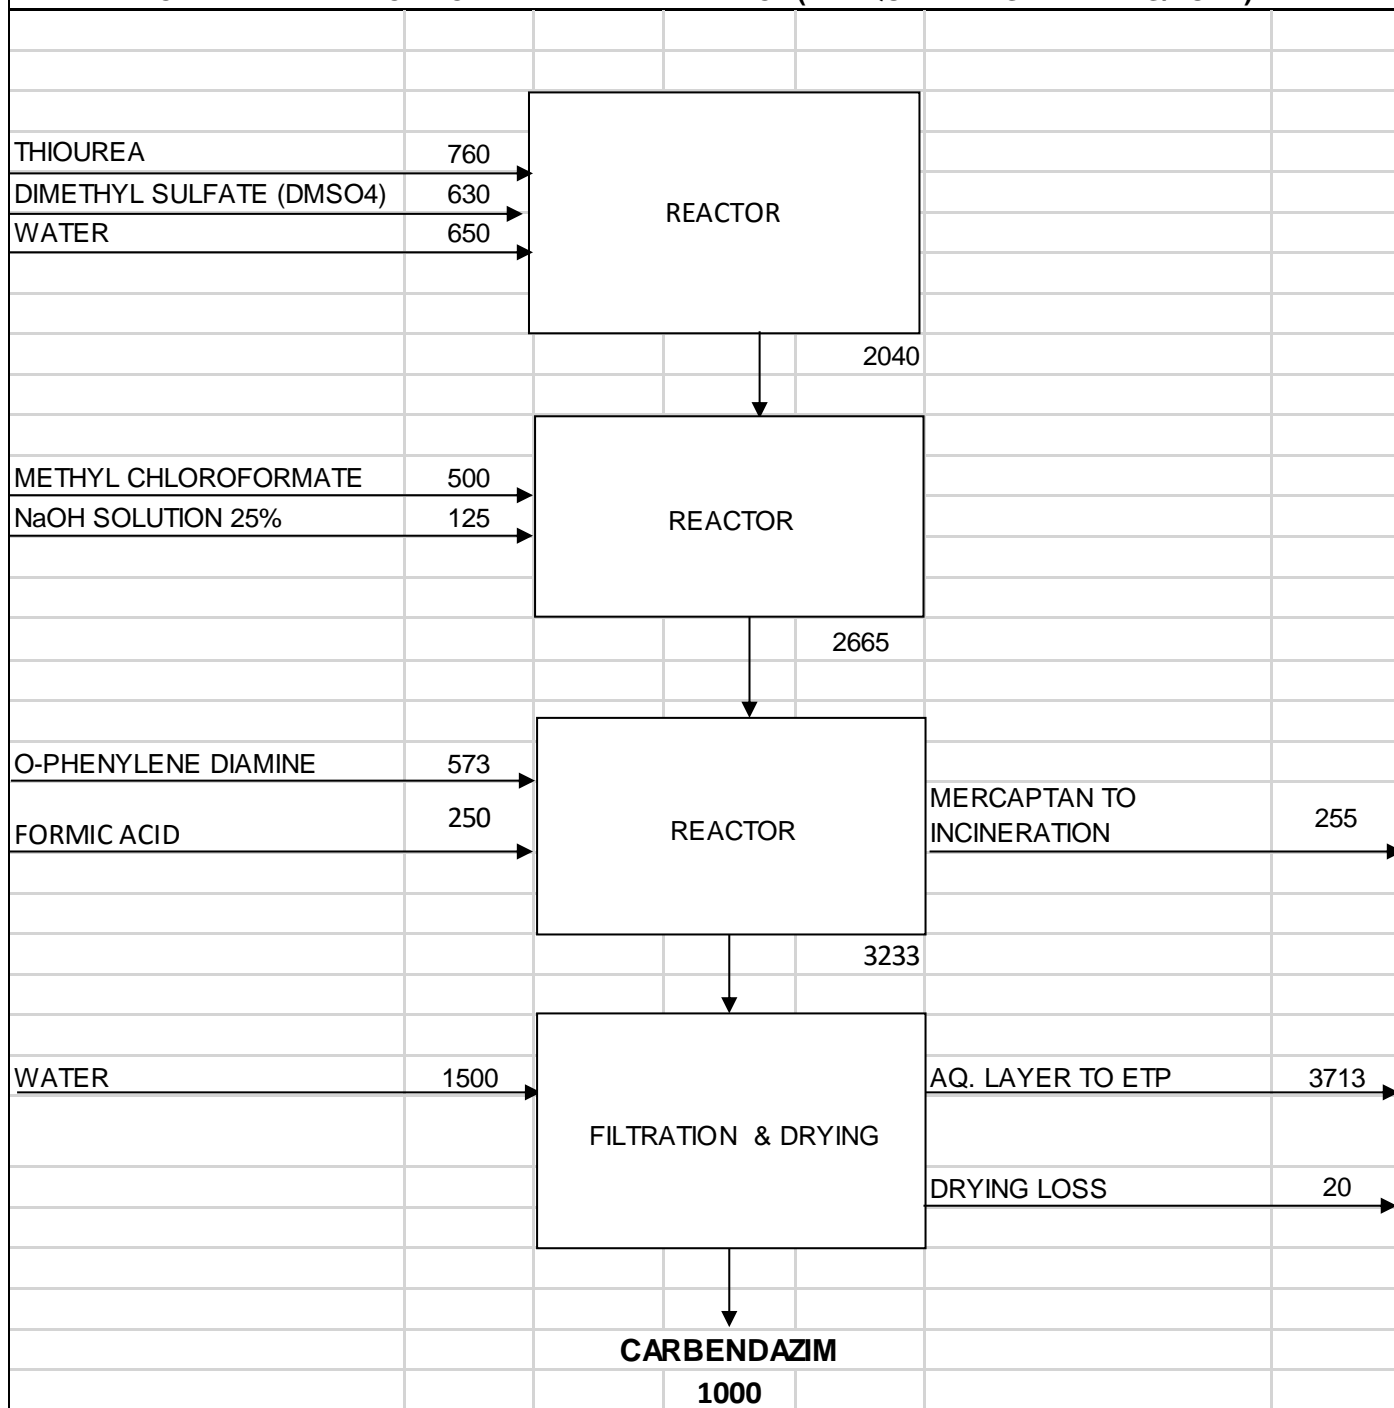 THIOUREA 760
DIMETHYL SULFATE (DMSO4) 630
WATER 650
REACTOR
2040
METHYL CHLOROFORMATE 500
NaOH SOLUTION 25% 125
REACTOR
2665
O-PHENYLENE DIAMINE 573
FORMIC ACID 250
REACTOR
MERCAPTAN TO
INCINERATION 255
3233
WATER 1500
FILTRATION & DRYING
AQ. LAYER TO ETP 3713
DRYING LOSS 20
CARBENDAZIM
1000